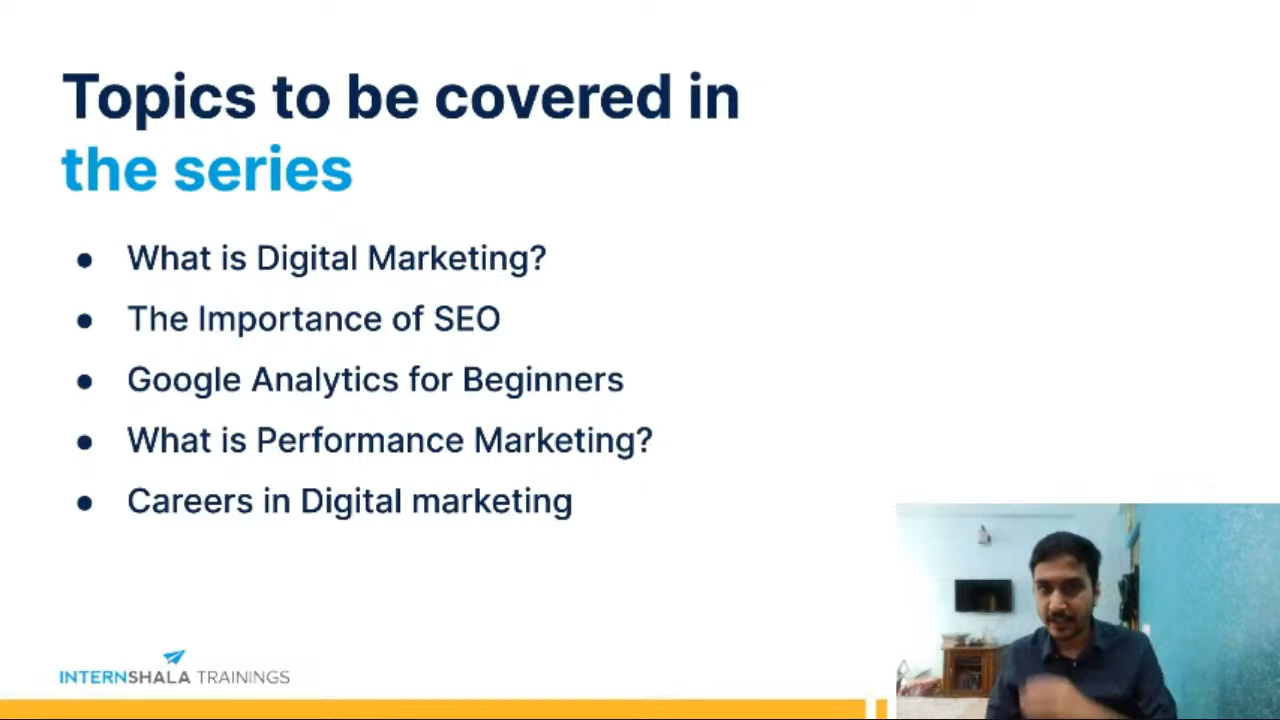 Topics to be covered in
the series
● What is Digital Marketing?
● The Importance of SEO
● Google Analytics for Beginners
● What is Performance Marketing?
● Careers in Digital marketing
INTERNSHALA TRAININGS